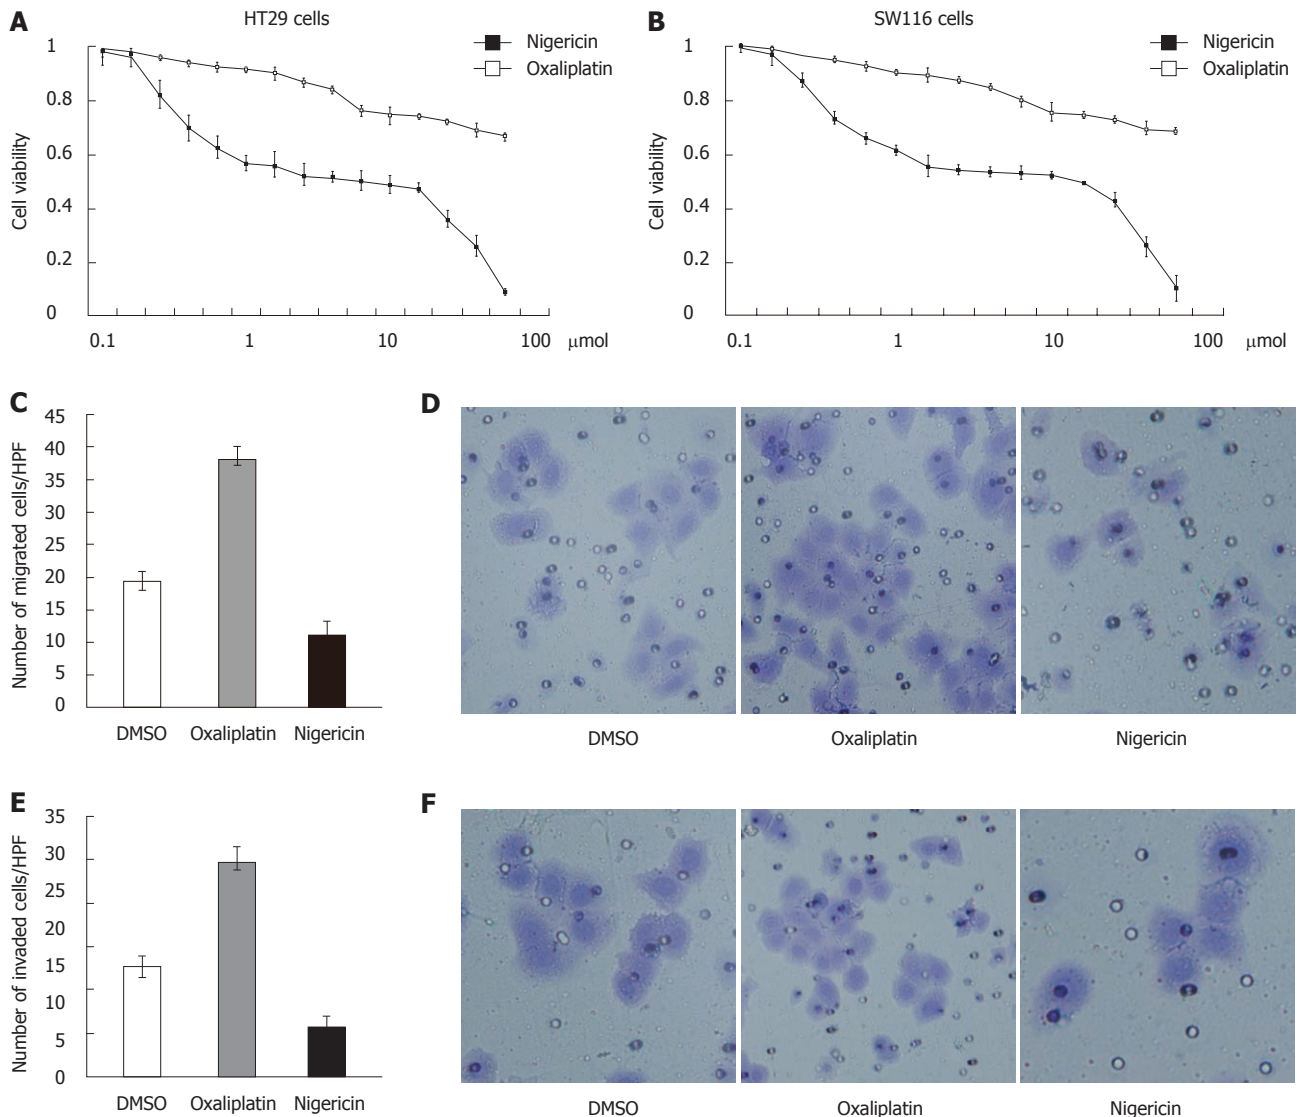 A
HT29 cells
Nigericin
Oxaliplatin
Cell viability
1
0.8
0.6
0.4
0.2
0
0.1
1
10
100
μmol
B
SW116 cells
Nigericin
Oxaliplatin
Cell viability
1
0.8
0.6
0.4
0.2
0
0.1
1
10
100
μmol
C
Number of migrated cells/HPF
45
40
35
30
25
20
15
10
5
0
DMSO
Oxaliplatin
Nigericin
D
DMSO
Oxaliplatin
Nigericin
E
Number of invaded cells/HPF
35
30
25
20
15
10
5
0
DMSO
Oxaliplatin
Nigericin
F
DMSO
Oxaliplatin
Nigericin